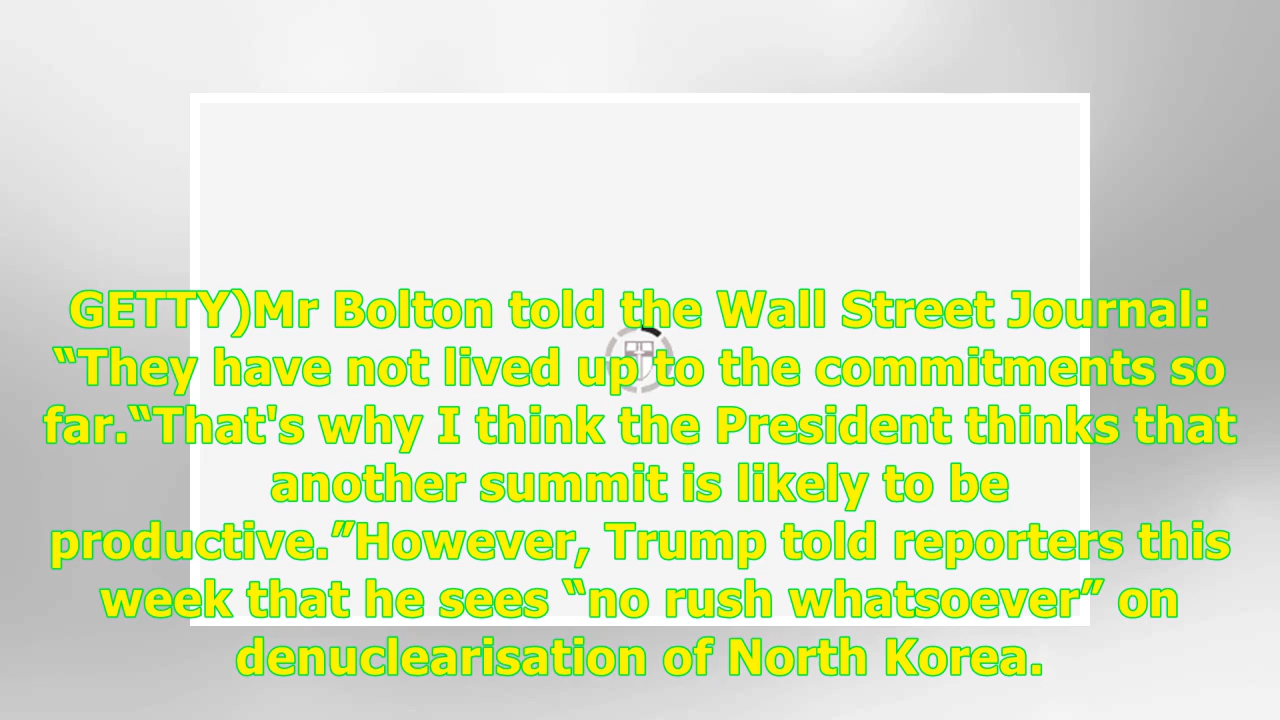 GETTY)Mr Bolton told the Wall Street Journal:
“They have not lived up to the commitments so
far.“That's why I think the President thinks that
another summit is likely to be
productive.”However, Trump told reporters this
week that he sees “no rush whatsoever” on
denuclearisation of North Korea.